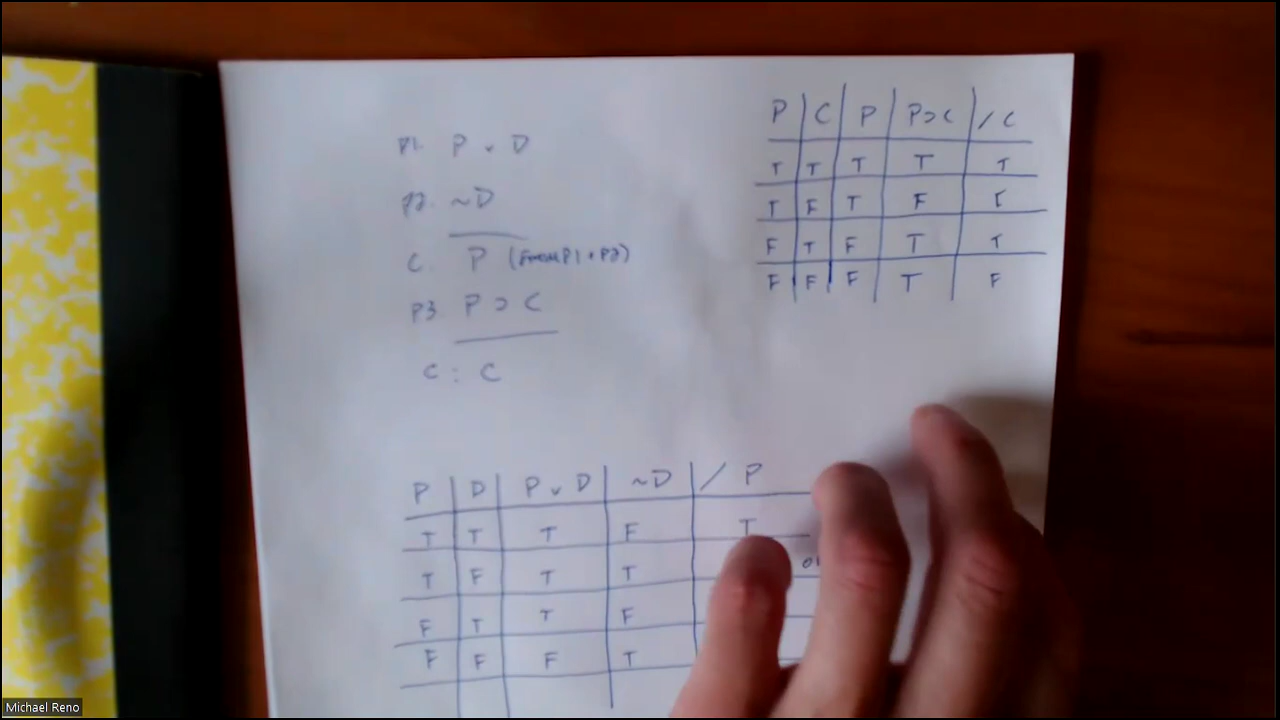 P1. P v D
P2. ~D
C. P (from P1 + P2)
P3 P ⊃ C
C: C
P C P P⊃C / C
T T T T T
T F T F F
F T F T T
F F F T F
P D P v D ~D / P
T T T F T
T F T T
F T T F
F F F T
Michael Reno